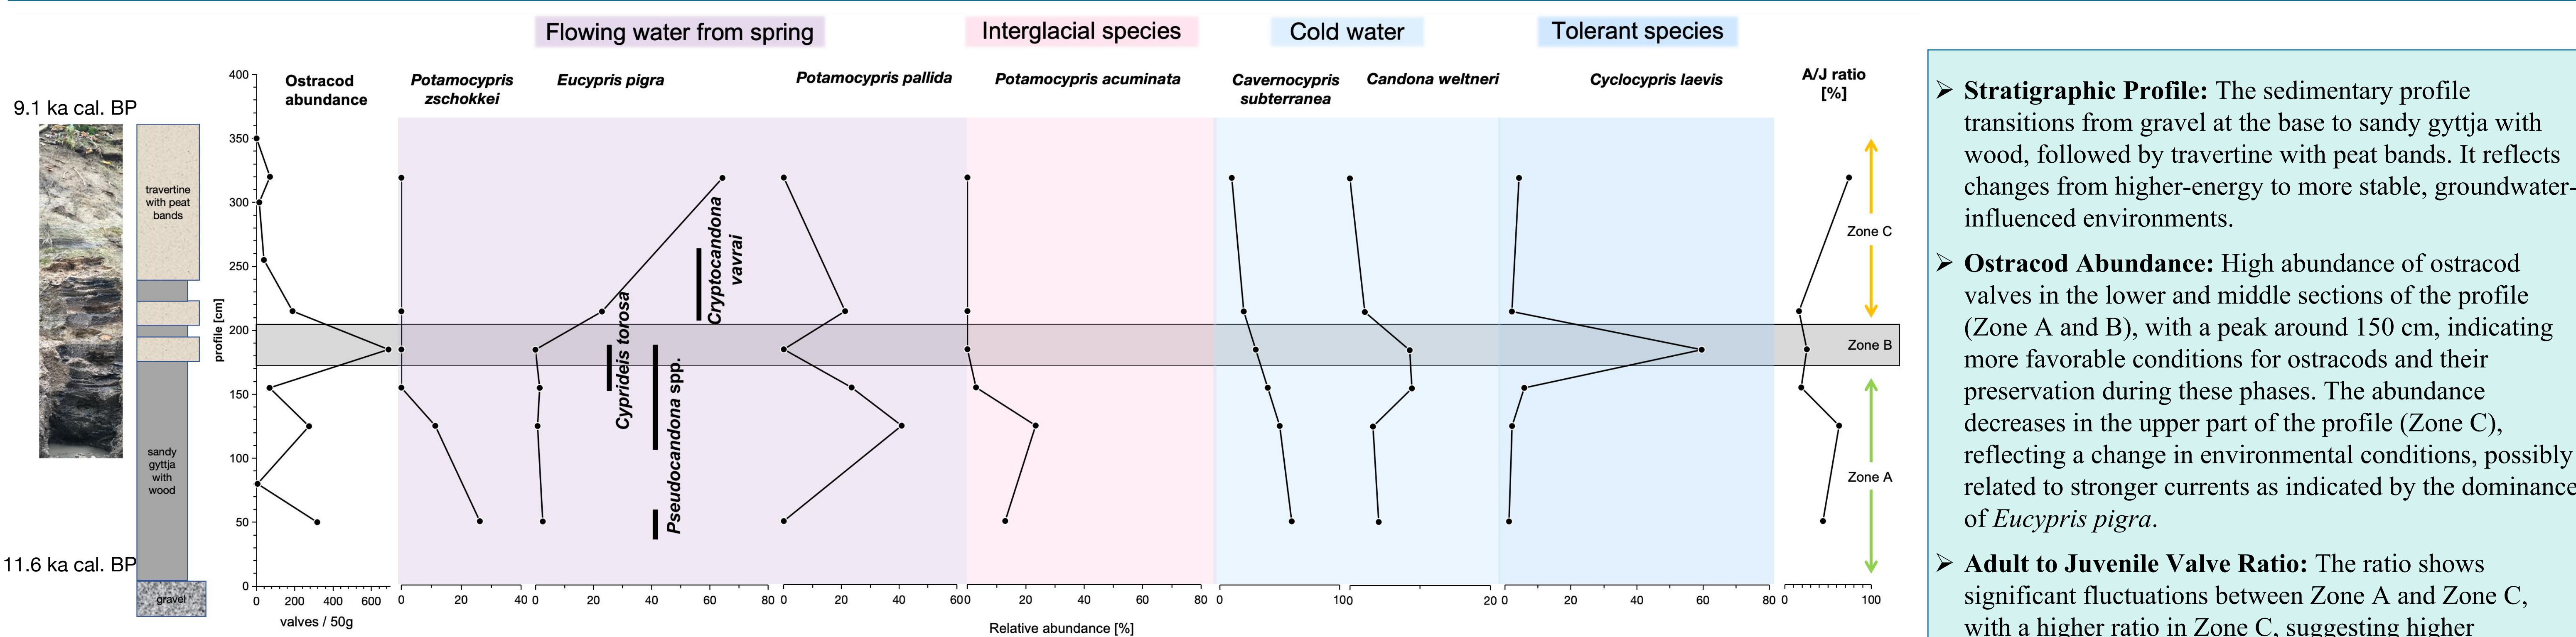 Flowing water from spring
Interglacial species
Cold water
Tolerant species
9.1 ka cal. BP
11.6 ka cal. BP
travertine
with peat
bands
sandy
gyttja
with
wood
gravel
profile [cm]
400
350
300
250
200
150
100
50
0
Ostracod
abundance
0 200 400 600
valves / 50g
Potamocypris
zschokkei
0 20 40
Eucypris pigra
0 20 40 60 80
Cyprideis torosa
Pseudocandona spp.
Cryptocandona
vavrai
Potamocypris pallida
0 20 40 60
Potamocypris acuminata
0 20 40 60 80
Cavernocypris
subterranea
0 100
Candona weltneri
0 20
Cyclocypris laevis
0 20 40 60 80
A/J ratio
[%]
0 100
Relative abundance [%]
Zone C
Zone B
Zone A
➢ Stratigraphic Profile: The sedimentary profile
transitions from gravel at the base to sandy gyttja with
wood, followed by travertine with peat bands. It reflects
changes from higher-energy to more stable, groundwater-
influenced environments.
➢ Ostracod Abundance: High abundance of ostracod
valves in the lower and middle sections of the profile
(Zone A and B), with a peak around 150 cm, indicating
more favorable conditions for ostracods and their
preservation during these phases. The abundance
decreases in the upper part of the profile (Zone C),
reflecting a change in environmental conditions, possibly
related to stronger currents as indicated by the dominance
of Eucypris pigra.
➢ Adult to Juvenile Valve Ratio: The ratio shows
significant fluctuations between Zone A and Zone C,
with a higher ratio in Zone C, suggesting higher